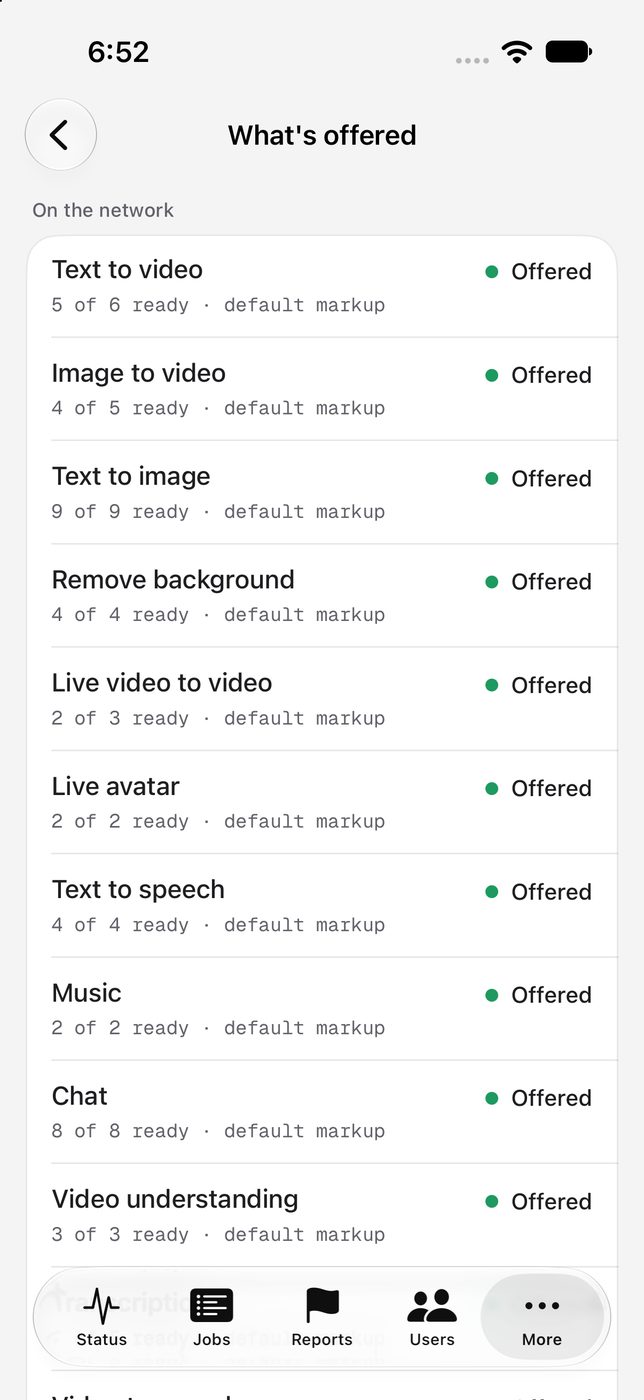 6:52
What's offered
On the network
Text to video
Offered
5 of 6 ready · default markup
Image to video
Offered
4 of 5 ready · default markup
Text to image
Offered
9 of 9 ready · default markup
Remove background
Offered
4 of 4 ready · default markup
Live video to video
Offered
2 of 3 ready · default markup
Live avatar
Offered
2 of 2 ready · default markup
Text to speech
Offered
4 of 4 ready · default markup
Music
Offered
2 of 2 ready · default markup
Chat
Offered
8 of 8 ready · default markup
Video understanding
Offered
3 of 3 ready · default markup
Status Jobs Reports Users More